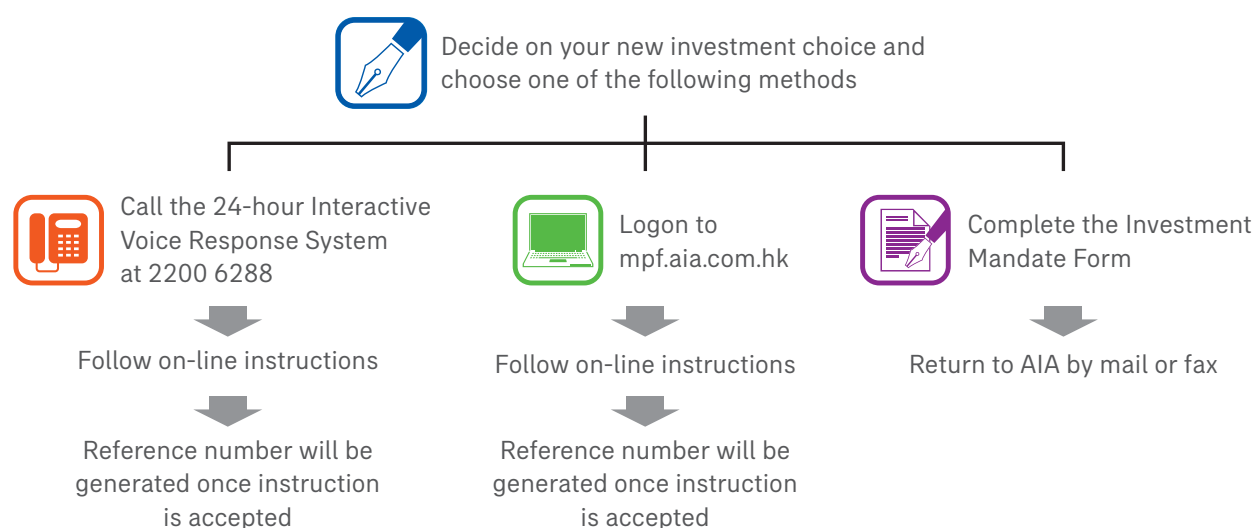 Decide on your new investment choice and
choose one of the following methods
Call the 24-hour Interactive
Voice Response System
at 2200 6288
Follow on-line instructions
Reference number will be
generated once instruction
is accepted
Logon to
mpf.aia.com.hk
Follow on-line instructions
Reference number will be
generated once instruction
is accepted
Complete the Investment
Mandate Form
Return to AIA by mail or fax